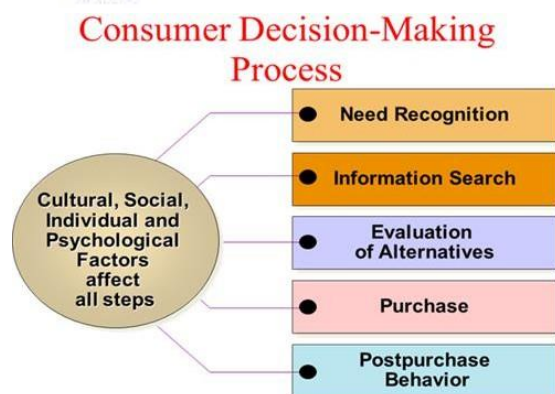 Consumer Decision-Making
Process
Cultural, Social,
Individual and
Psychological
Factors
affect
all steps
Need Recognition
Information Search
Evaluation
of Alternatives
Purchase
Postpurchase
Behavior